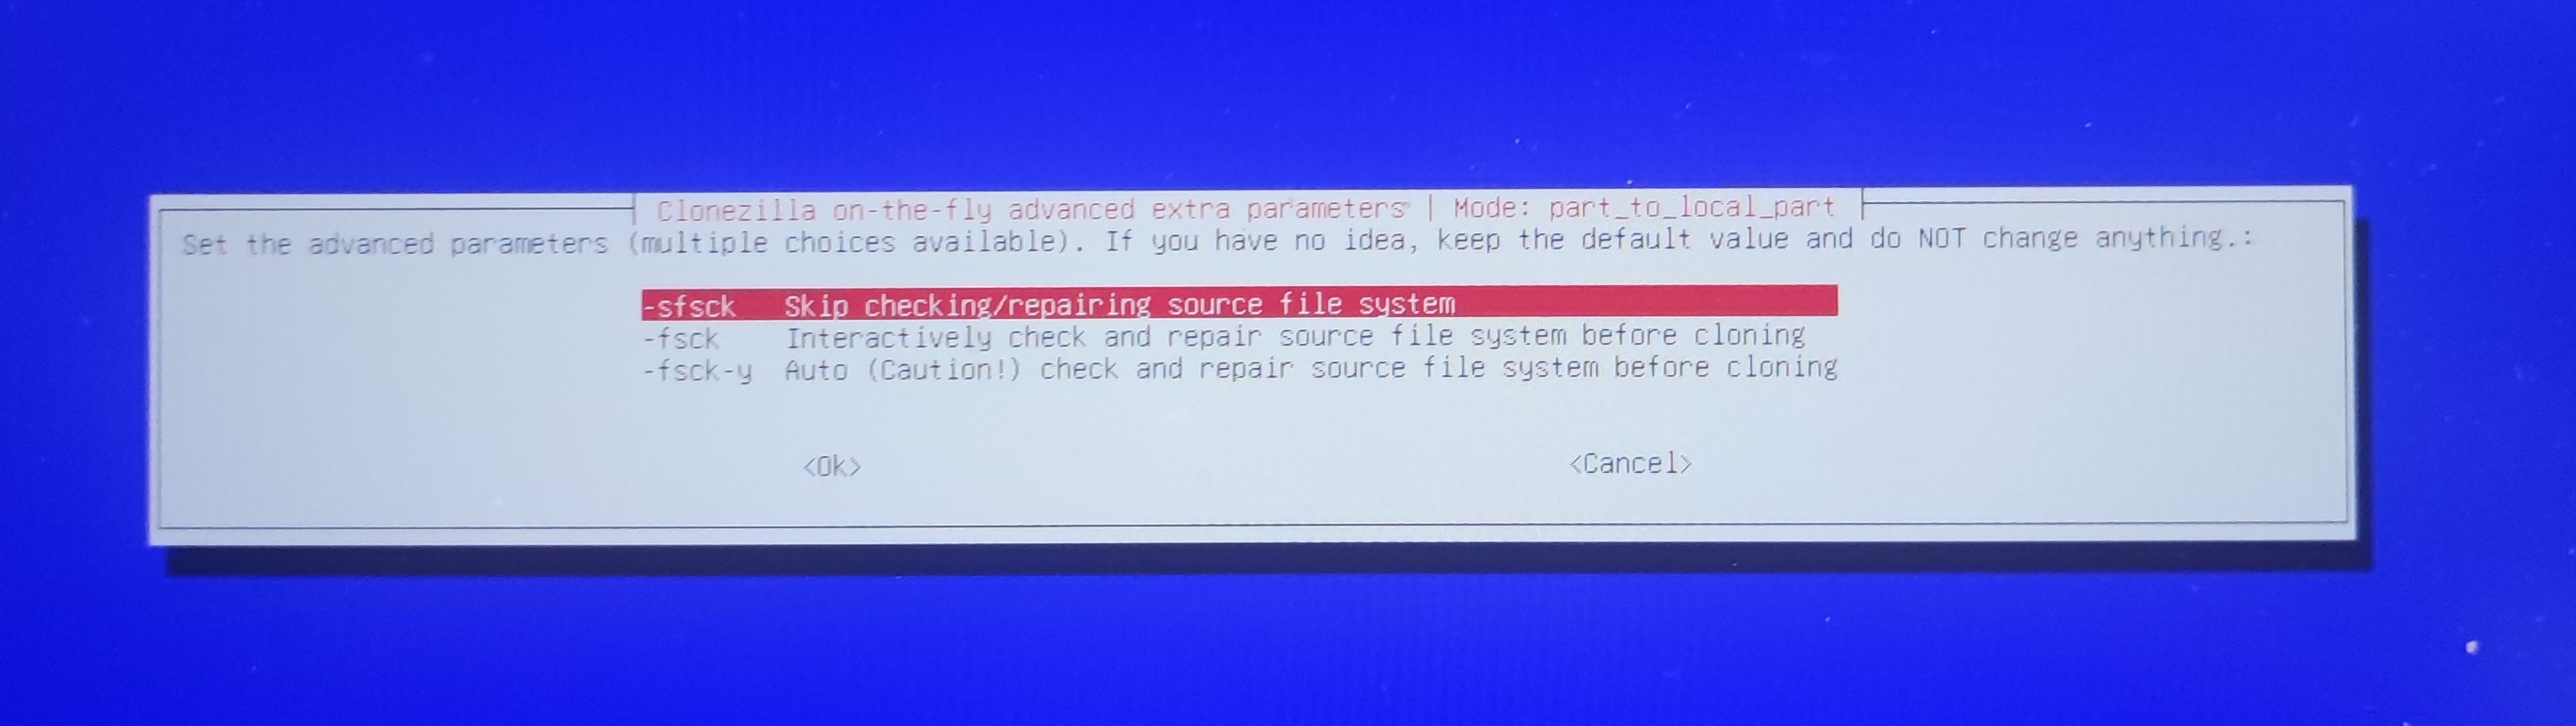 Clonezilla on-the-fly advanced extra parameters | Mode: part_to_local_part
Set the advanced parameters (multiple choices available). If you have no idea, keep the default value and do NOT change anything.:
-sfsck Skip checking/repairing source file system
-fsck Interactively check and repair source file system before cloning
-fsck-y Auto (Caution!) check and repair source file system before cloning
<Ok> <Cancel>